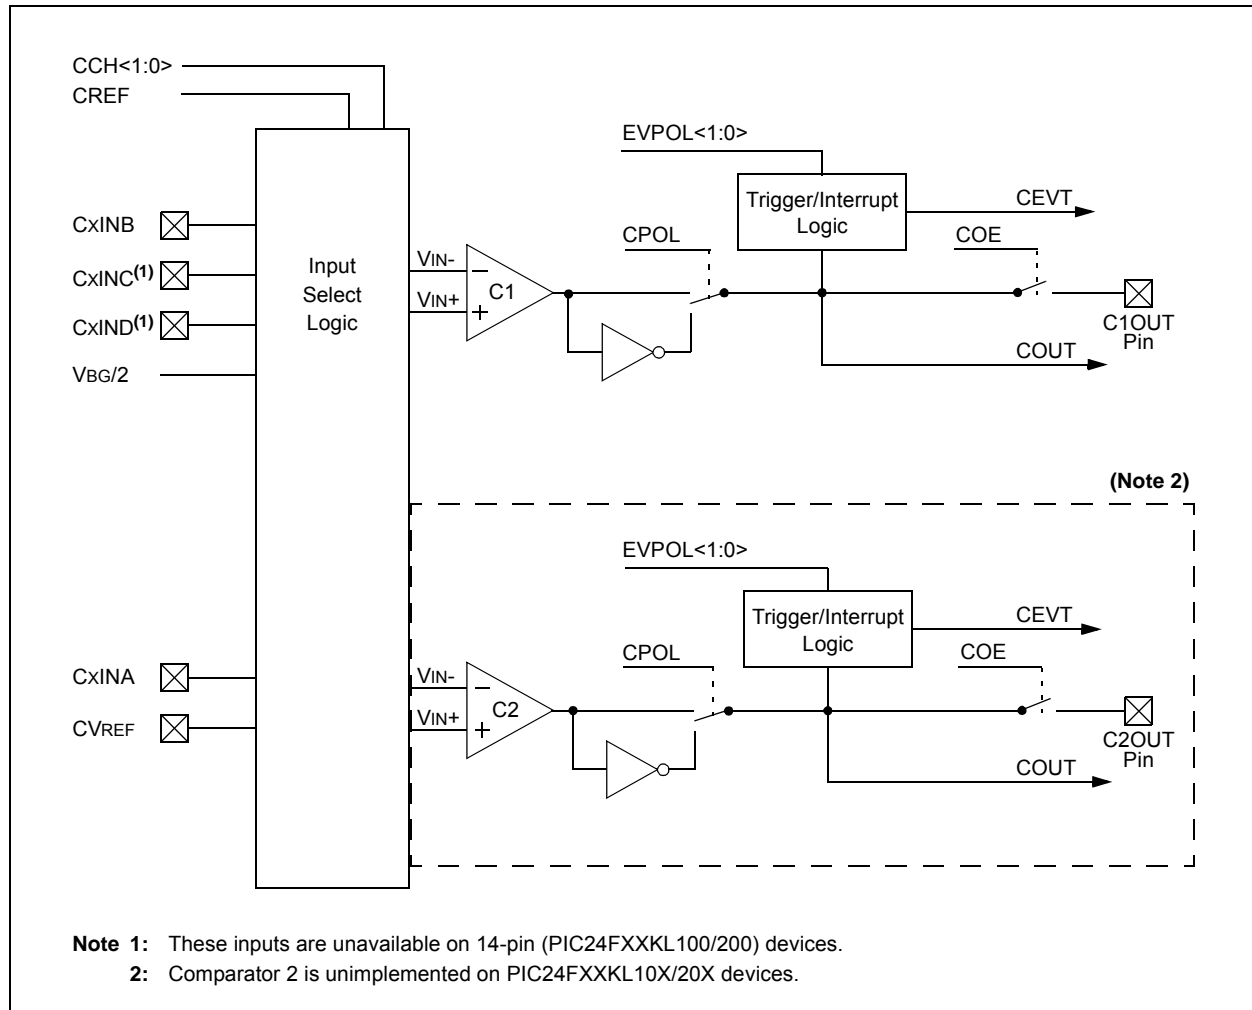 CCH<1:0>
CREF
CXINB
CXINC(1)
CXIND(1)
VBG/2
Input
Select
Logic
VIN-
VIN+
C1
EVPOL<1:0>
Trigger/Interrupt
Logic
CEVT
CPOL
COE
C1OUT
Pin
COUT
(Note 2)
CXINA
CVREF
VIN-
VIN+
C2
EVPOL<1:0>
Trigger/Interrupt
Logic
CEVT
CPOL
COE
C2OUT
Pin
COUT
Note 1: These inputs are unavailable on 14-pin (PIC24FXXKL100/200) devices.
2: Comparator 2 is unimplemented on PIC24FXXKL10X/20X devices.